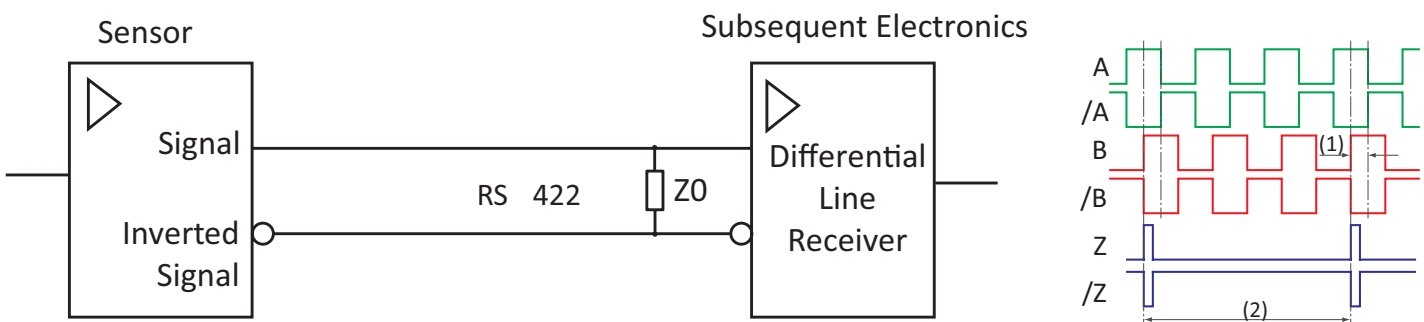 Sensor
Subsequent Electronics
Signal
Inverted
Signal
RS 422
Z0
Differential
Line
Receiver
A
/A
B
(1)
/B
Z
/Z
(2)